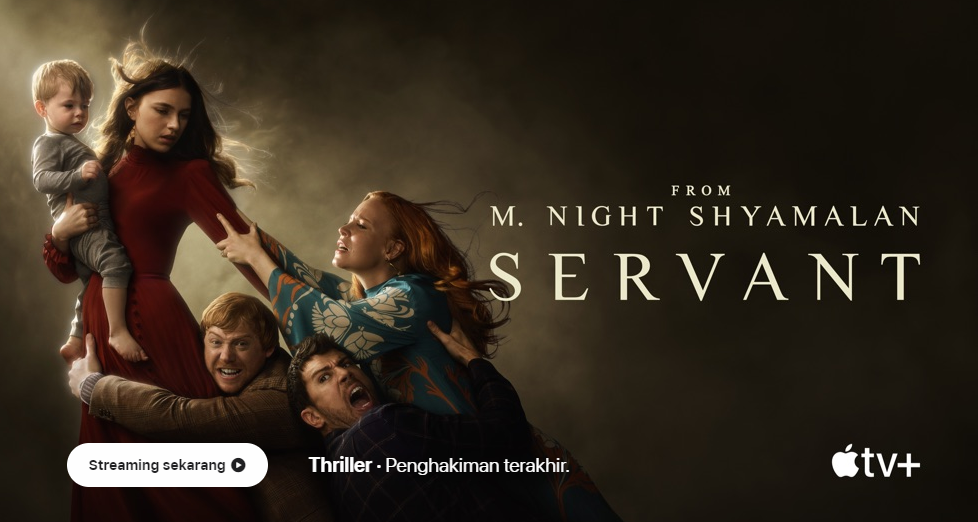 FROM
M. NIGHT SHYAMALAN
SERVANT
Streaming sekarang
Thriller · Penghakiman terakhir.
tv+